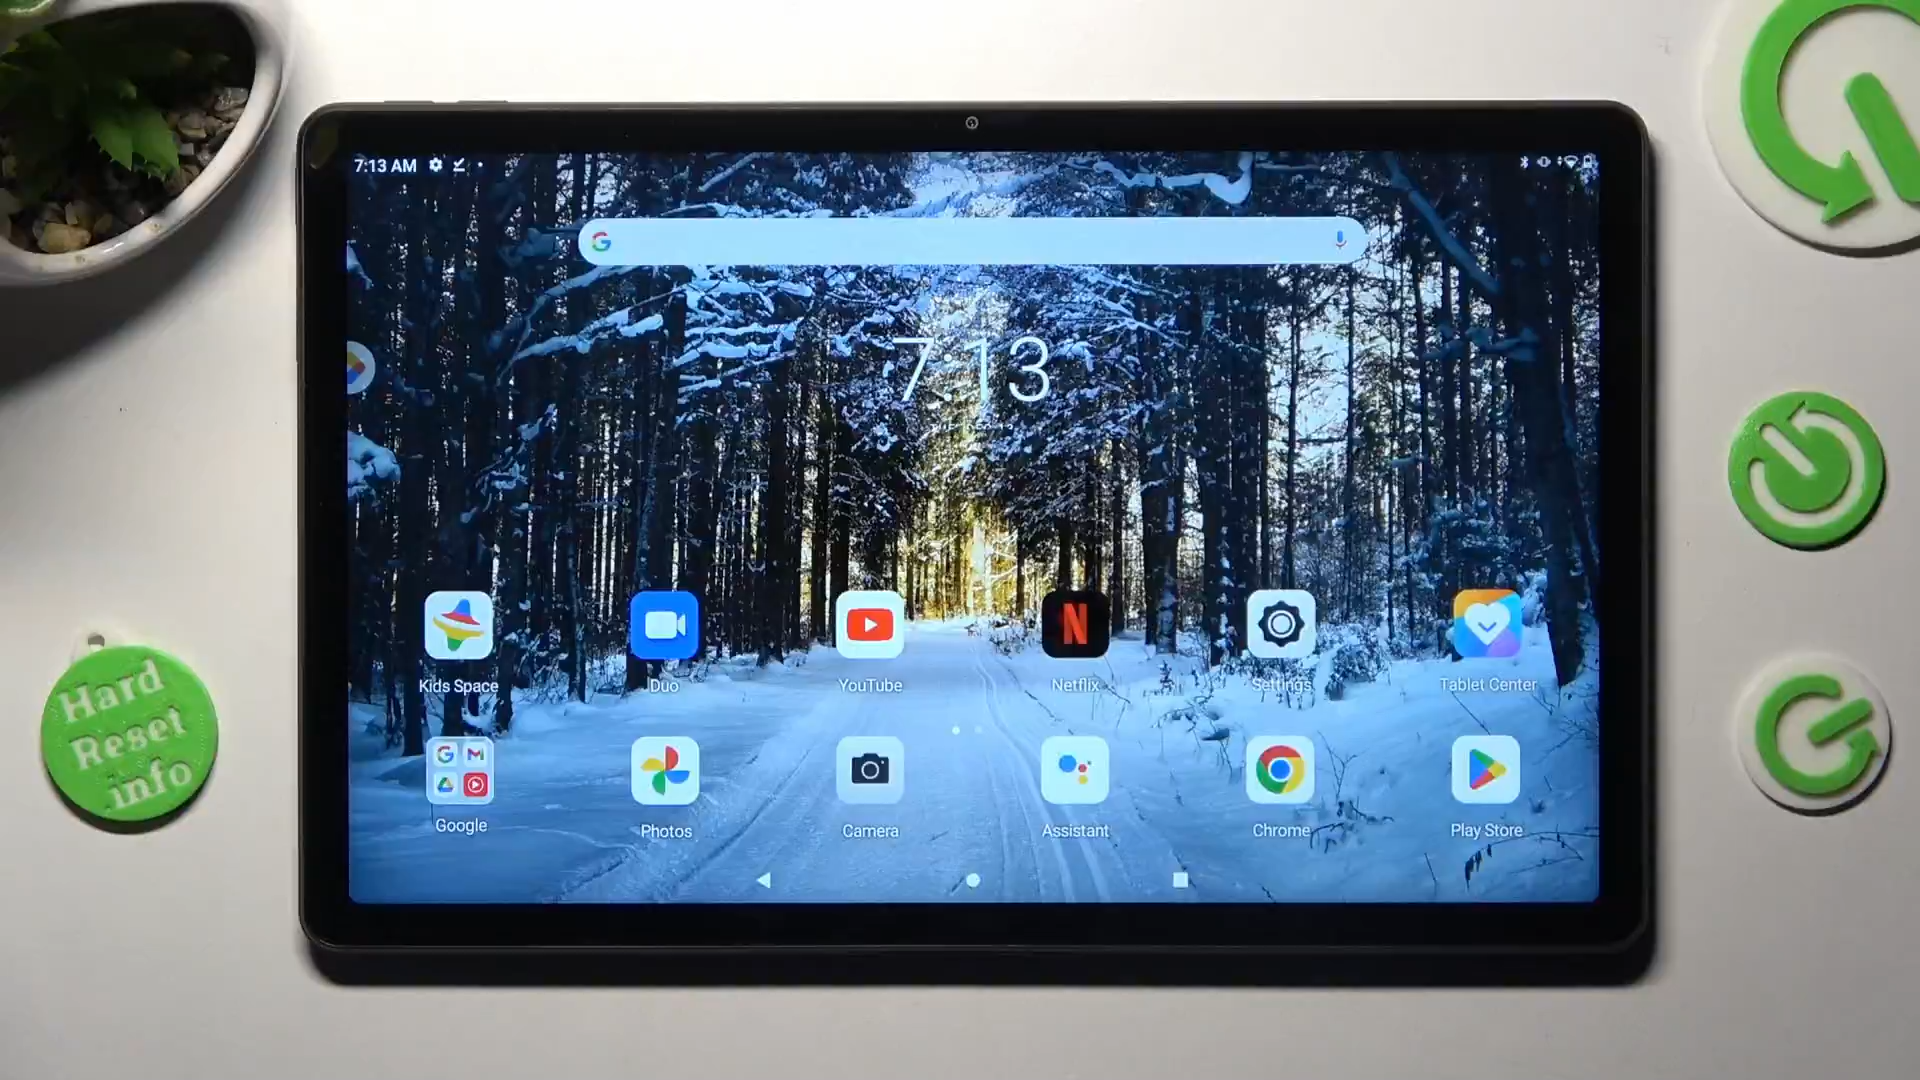 7:13 AM
7:13
Kids Space
Duo
YouTube
Netflix
Settings
Tablet Center
Google
Photos
Camera
Assistant
Chrome
Play Store
Hard
Reset
info